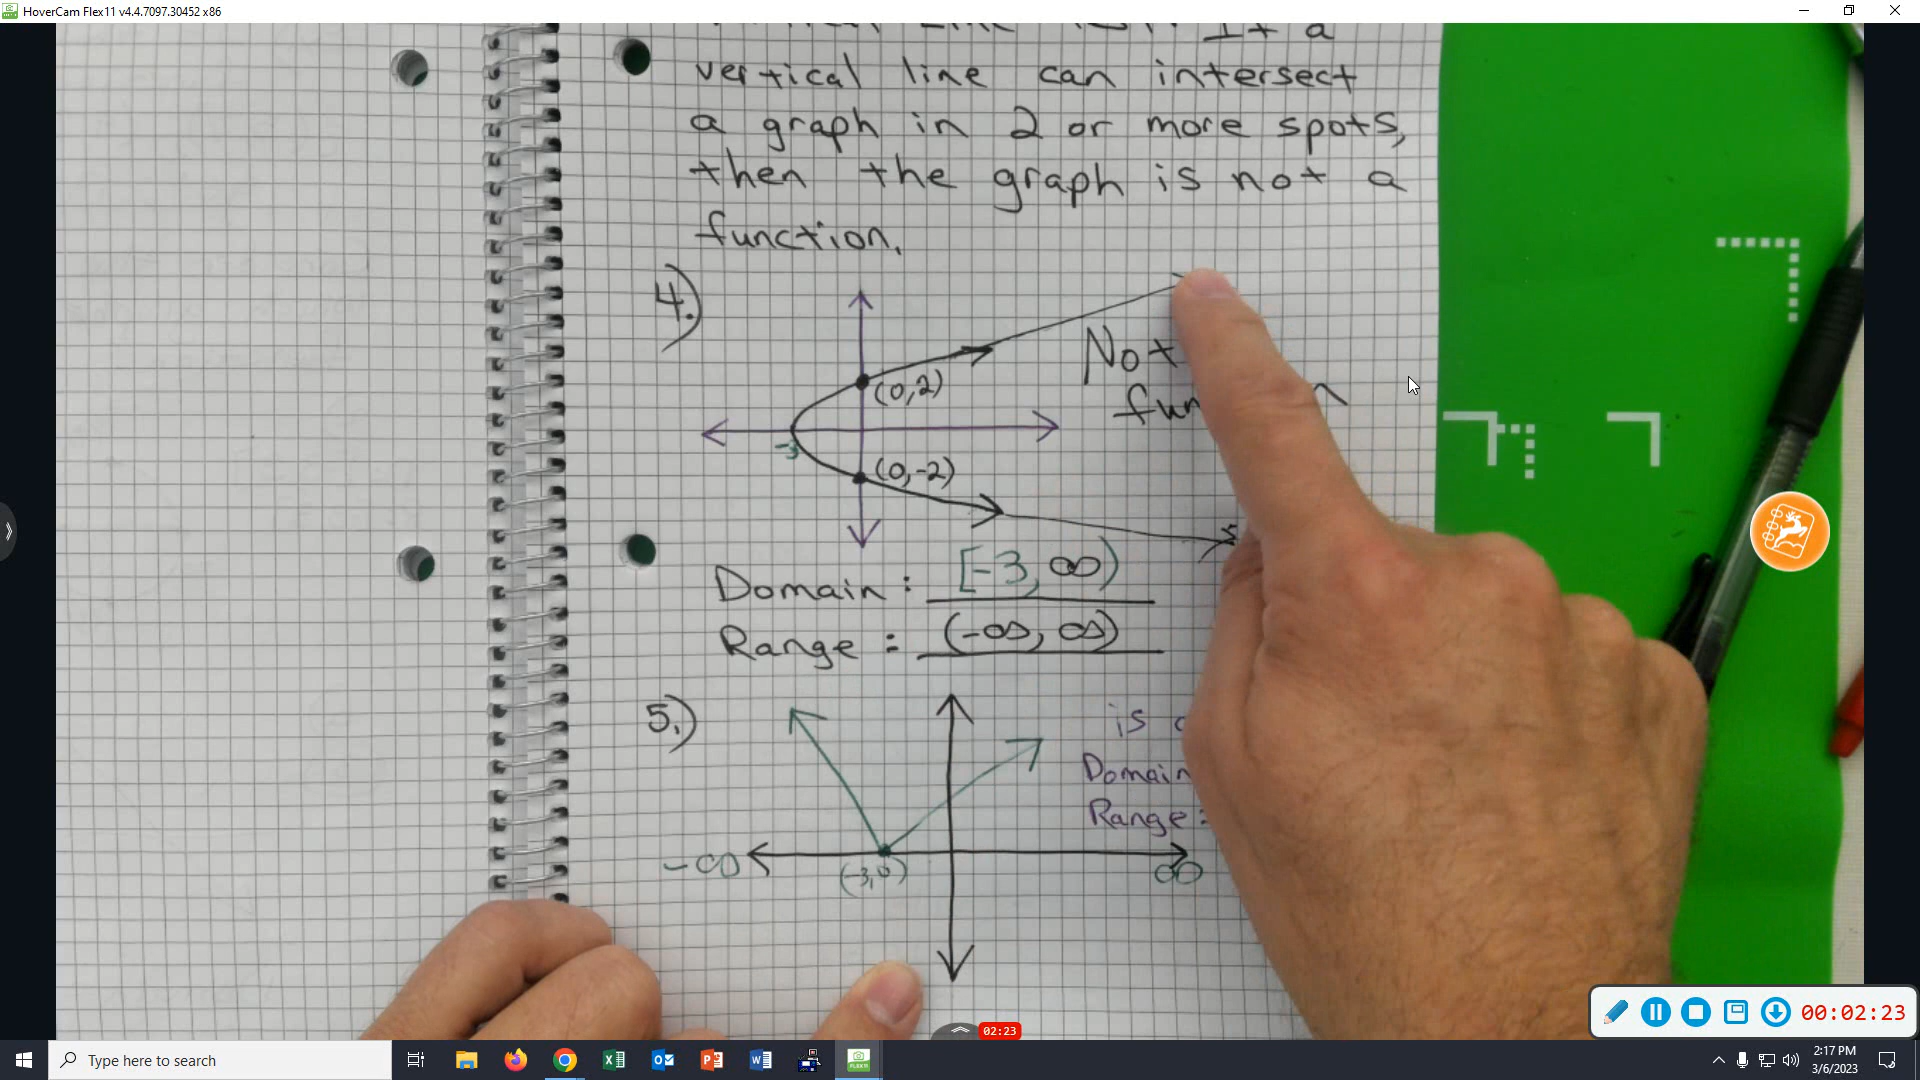 HoverCam Flex11 v4.4.7097.30452 x86
If a
vertical line can intersect
a graph in 2 or more spots,
then the graph is not a
function.
4.)
Not
(0,2)
-3
(0,-2)
Domain: [-3, ∞)
Range: (-∞, ∞)
5.)
is
Domain
Range:
-∞
(-3,0)
∞
02:23
00:02:23
Type here to search
2:17 PM
3/6/2023